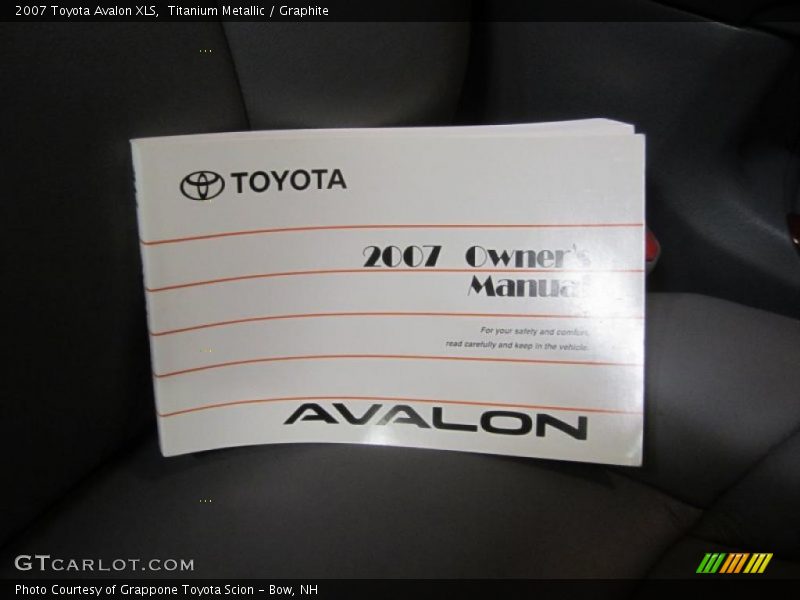 2007 Toyota Avalon XLS,  Titanium Metallic / Graphite
TOYOTA
2007 Owner's
Manual
For your safety and comfort,
read carefully and keep in the vehicle.
AVALON
GTCARLOT.COM
Photo Courtesy of Grappone Toyota Scion - Bow, NH